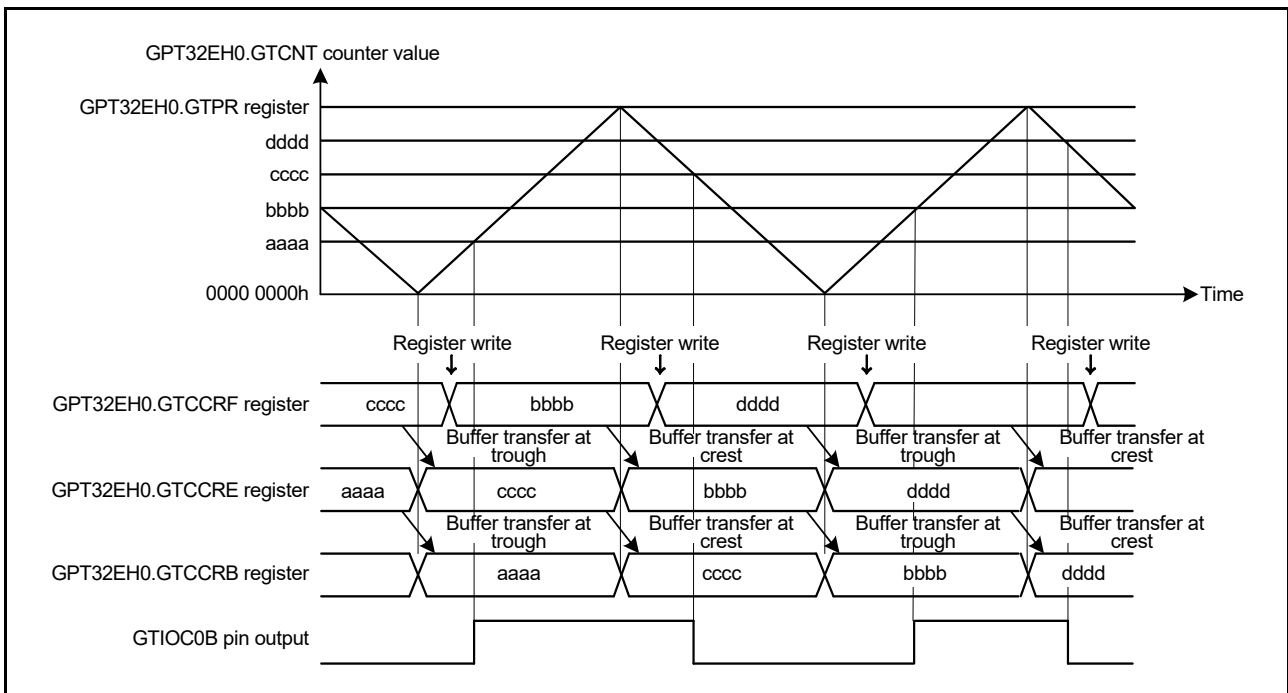 GPT32EH0.GTCNT counter value
GPT32EH0.GTPR register
dddd
cccc
bbbb
aaaa
0000 0000h
Time
Register write Register write Register write Register write
GPT32EH0.GTCCRF register cccc bbbb dddd
Buffer transfer at trough Buffer transfer at crest Buffer transfer at trough Buffer transfer at crest
GPT32EH0.GTCCRE register aaaa cccc bbbb dddd
Buffer transfer at trough Buffer transfer at crest Buffer transfer at trough Buffer transfer at crest
GPT32EH0.GTCCRB register aaaa cccc bbbb dddd
GTIOC0B pin output